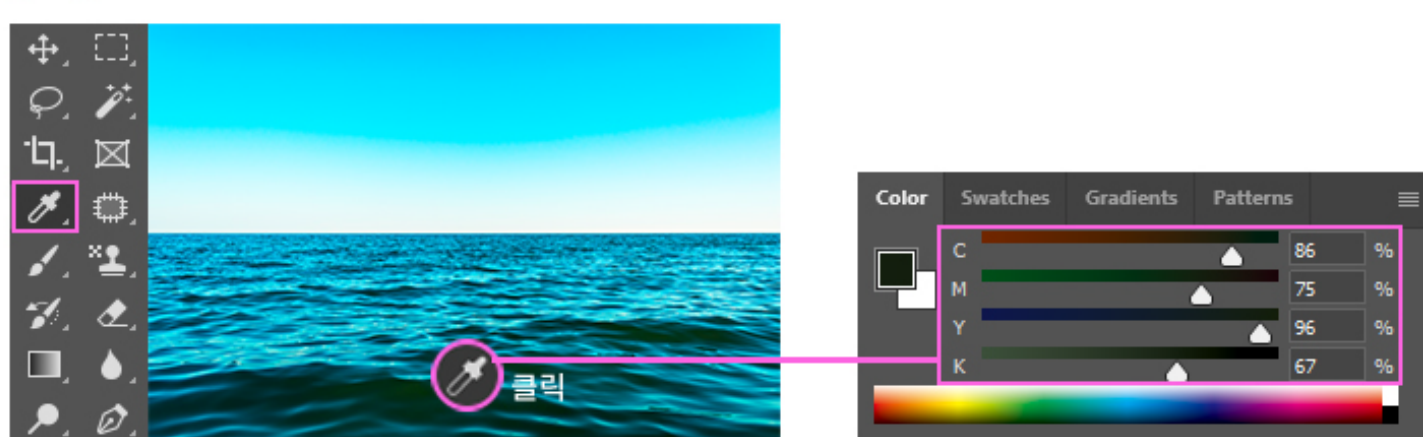 Color Swatches Gradients Patterns
C 86 %
M 75 %
Y 96 %
K 67 %
클릭